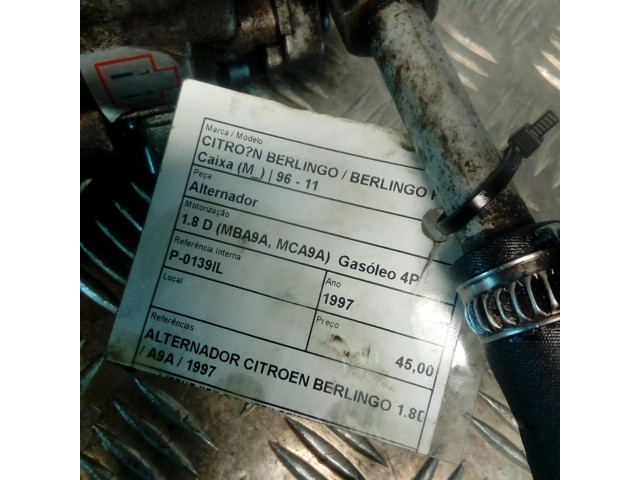 Marca / Modelo
CITRO?N BERLINGO / BERLINGO
Caixa (M_) | 96 - 11
Peça
Alternador
Motorização
1.8 D (MBA9A, MCA9A) Gasóleo 4P
Referência Interna
P-0139IL
Ano
1997
Local
Preço
45,00
Referências
ALTERNADOR CITROEN BERLINGO 1.8D
/ A9A / 1997